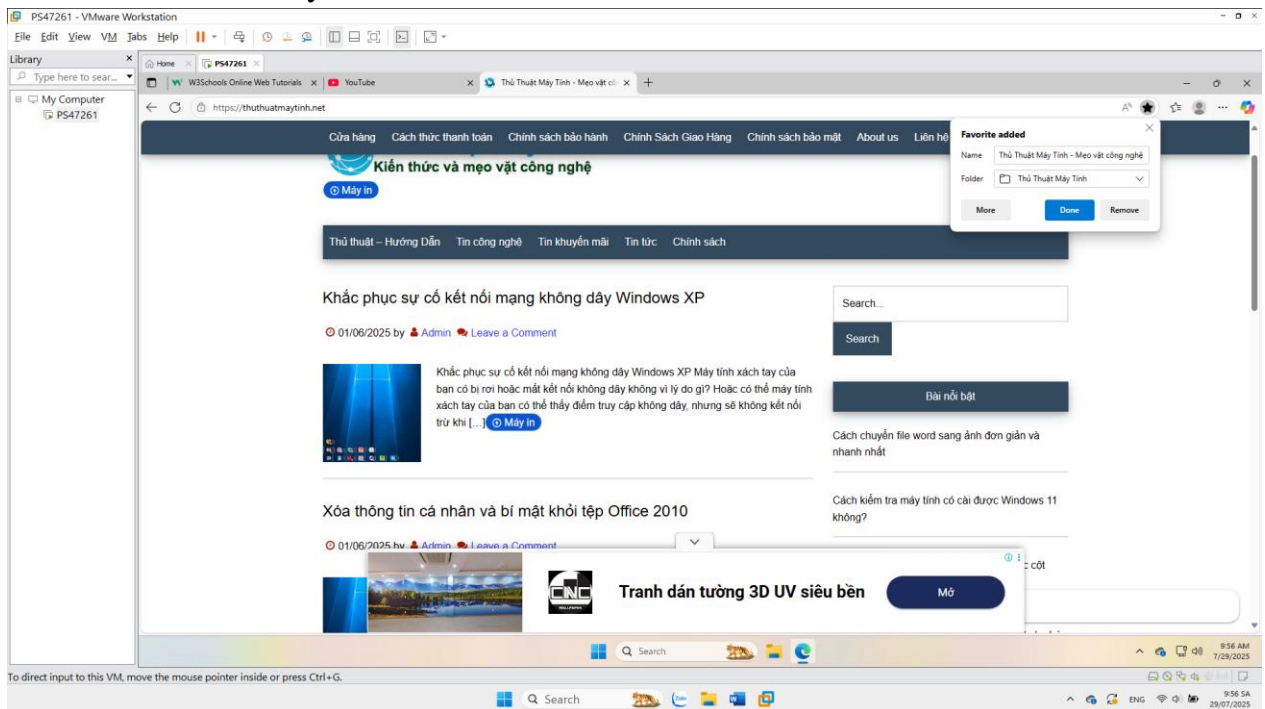 PS47261 - VMware Workstation
File Edit View VM Tabs Help
Library
Type here to sear...
My Computer
PS47261
Home
PS47261
W3Schools Online Web Tutorials
YouTube
Thủ Thuật Máy Tính - Mẹo vặt cô
https://thuthuatmaytinh.net
Cửa hàng Cách thức thanh toán Chính sách bảo hành Chính Sách Giao Hàng Chính sách bảo mật About us Liên hệ
Kiến thức và mẹo vặt công nghệ
Máy in
Favorite added
Name Thủ Thuật Máy Tính - Mẹo vặt công nghệ
Folder Thủ Thuật Máy Tính
More Done Remove
Thủ thuật – Hướng Dẫn Tin công nghệ Tin khuyến mãi Tin tức Chính sách
Khắc phục sự cố kết nối mạng không dây Windows XP
01/06/2025 by Admin Leave a Comment
Khắc phục sự cố kết nối mạng không dây Windows XP Máy tính xách tay của
bạn có bị rơi hoặc mất kết nối không dây không vì lý do gì? Hoặc có thể máy tính
xách tay của bạn có thể thấy điểm truy cập không dây, nhưng sẽ không kết nối
trừ khi [...] Máy in
Search...
Search
Bài nổi bật
Cách chuyển file word sang ảnh đơn giản và
nhanh nhất
Cách kiểm tra máy tính có cài được Windows 11
không?
cột
Xóa thông tin cá nhân và bí mật khỏi tệp Office 2010
01/06/2025 by Admin Leave a Comment
CNC
Tranh dán tường 3D UV siêu bền
Mở
Search
9:56 AM
7/29/2025
To direct input to this VM, move the mouse pointer inside or press Ctrl+G.
Search
Zalo
ENG
9:56 SA
29/07/2025